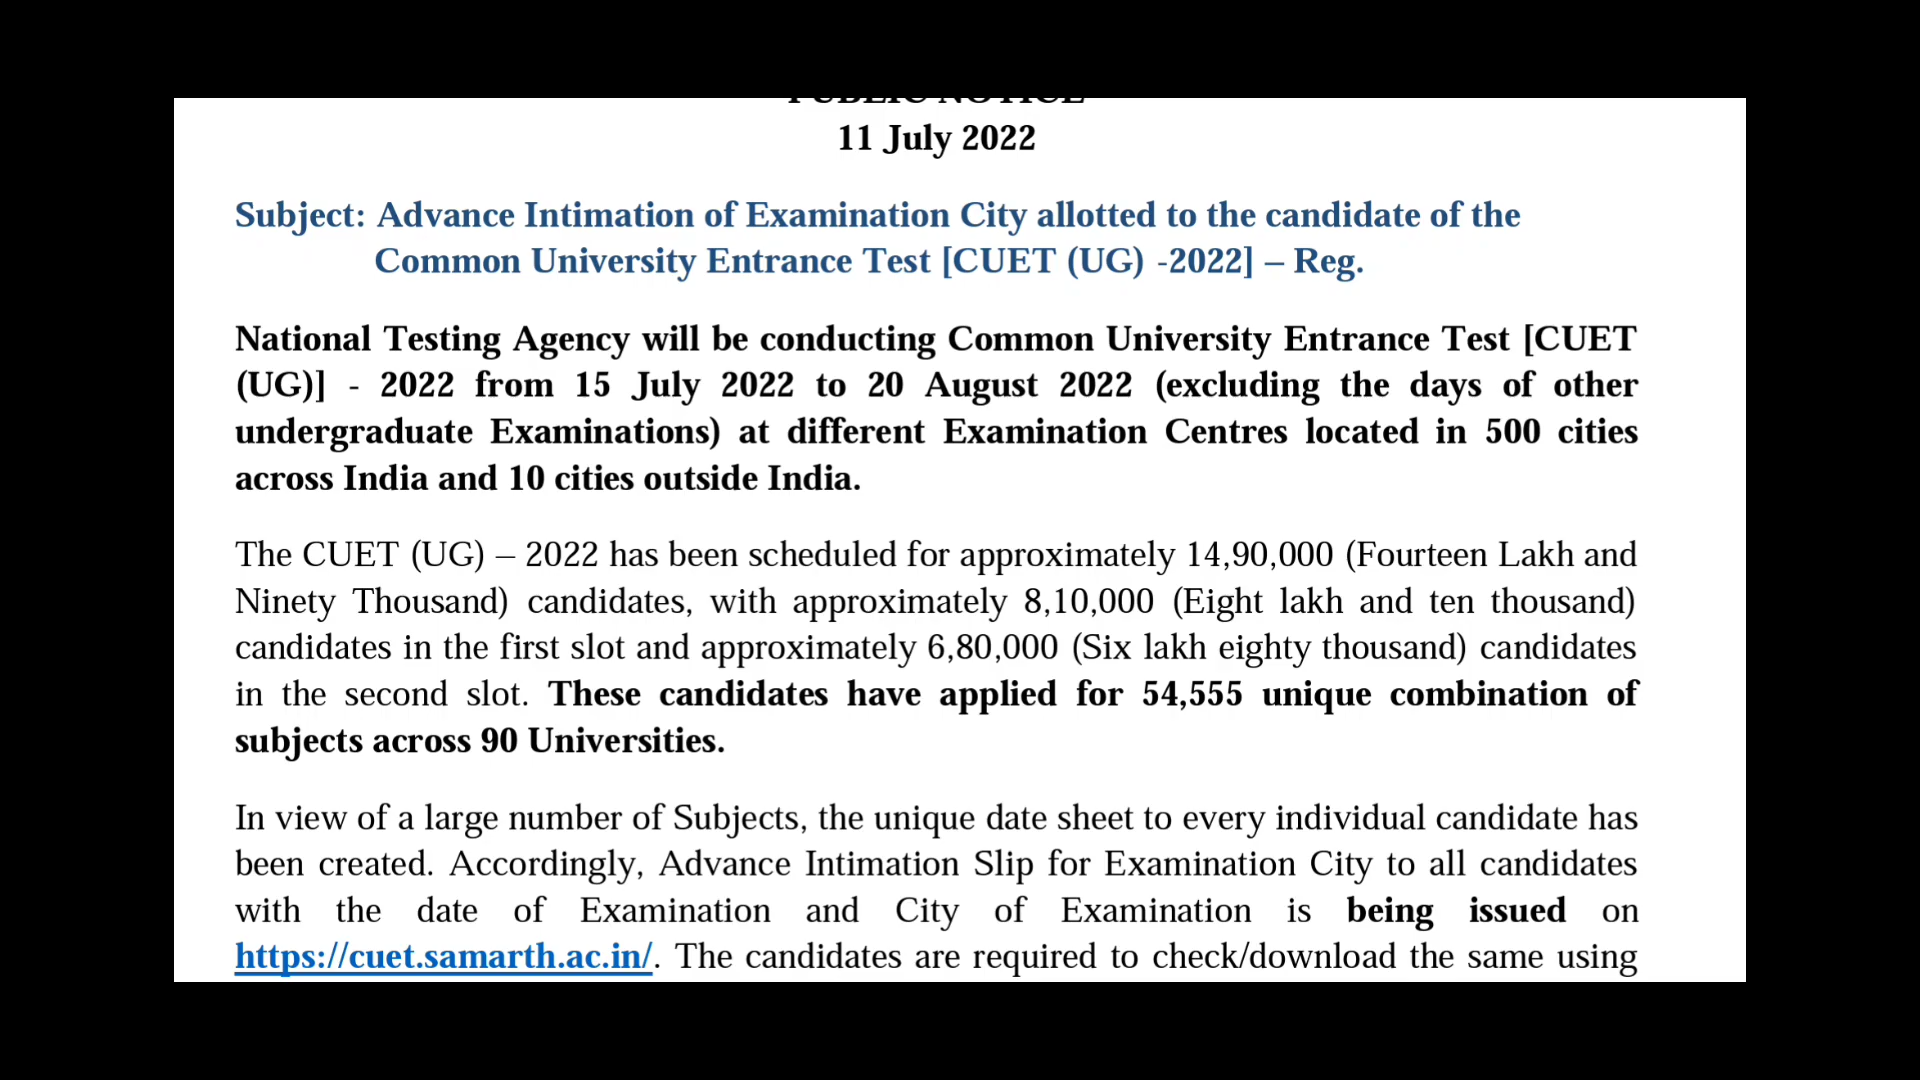 PUBLIC NOTICE
11 July 2022
Subject: Advance Intimation of Examination City allotted to the candidate of the
Common University Entrance Test [CUET (UG) -2022] – Reg.
National Testing Agency will be conducting Common University Entrance Test [CUET
(UG)] - 2022 from 15 July 2022 to 20 August 2022 (excluding the days of other
undergraduate Examinations) at different Examination Centres located in 500 cities
across India and 10 cities outside India.
The CUET (UG) – 2022 has been scheduled for approximately 14,90,000 (Fourteen Lakh and
Ninety Thousand) candidates, with approximately 8,10,000 (Eight lakh and ten thousand)
candidates in the first slot and approximately 6,80,000 (Six lakh eighty thousand) candidates
in the second slot. These candidates have applied for 54,555 unique combination of
subjects across 90 Universities.
In view of a large number of Subjects, the unique date sheet to every individual candidate has
been created. Accordingly, Advance Intimation Slip for Examination City to all candidates
with the date of Examination and City of Examination is being issued on
https://cuet.samarth.ac.in/. The candidates are required to check/download the same using